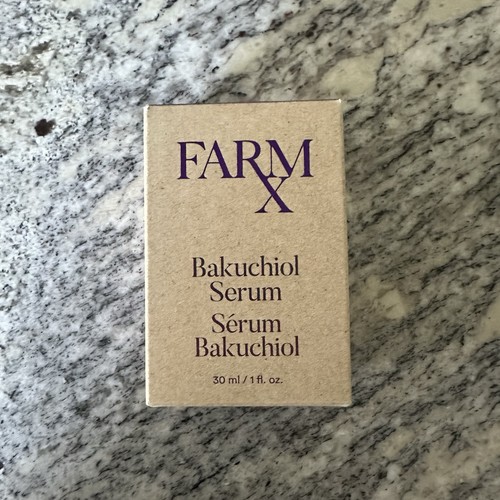 FARM
X
Bakuchiol
Serum
Sérum
Bakuchiol
30 ml / 1 fl. oz.